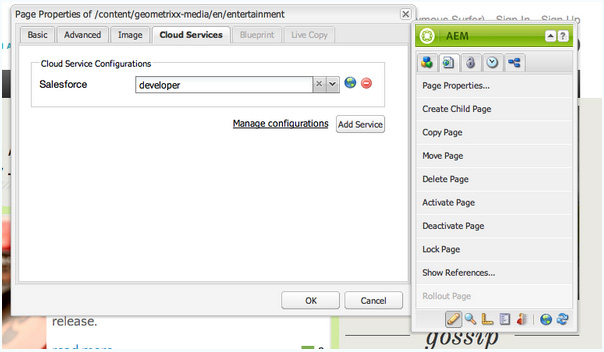 Page Properties of /content/geometrixx-media/en/entertainment
ymous Surfer) Sign In Sign Up
Basic Advanced Image Cloud Services Blueprint Live Copy
Cloud Service Configurations
Salesforce developer
Manage configurations Add Service
OK Cancel
AEM
Page Properties...
Create Child Page
Copy Page
Move Page
Delete Page
Activate Page
Deactivate Page
Lock Page
Show References...
Rollout Page
release.
read more
gossip